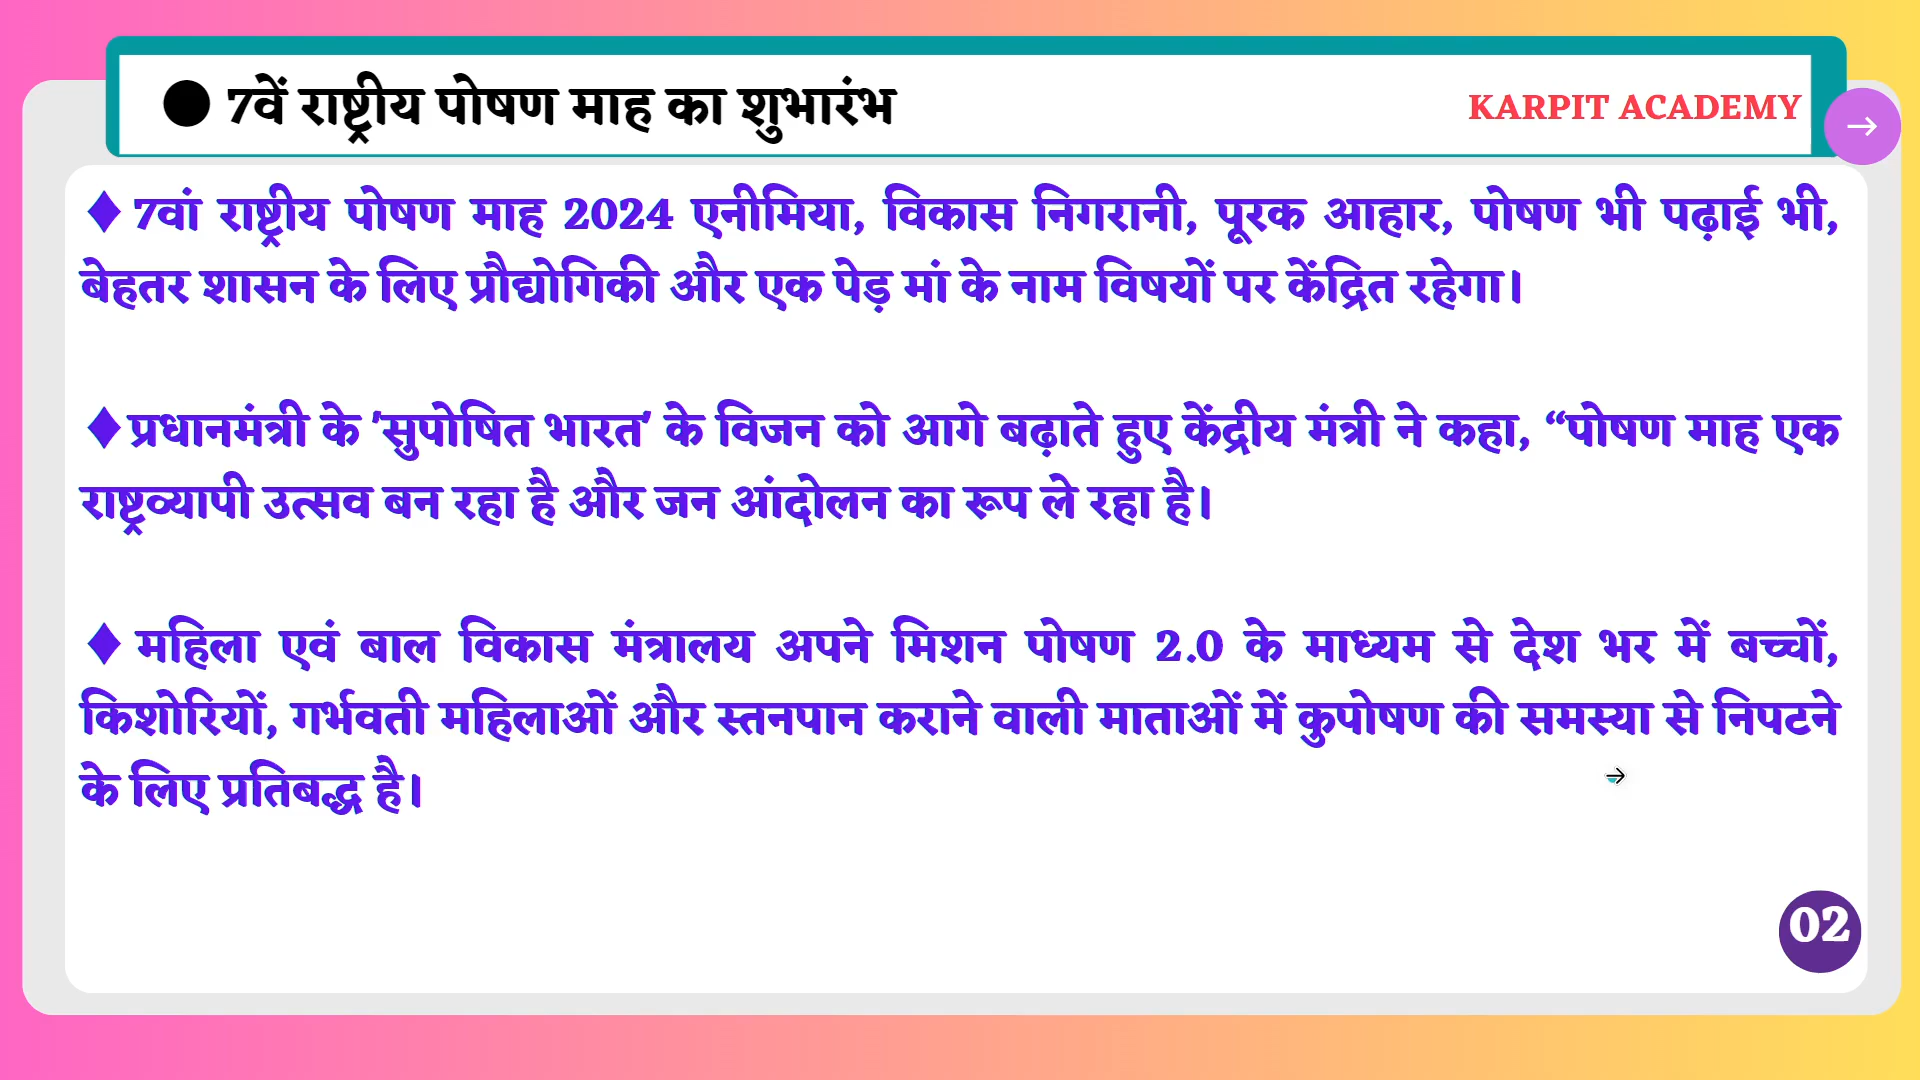 ● 7वें राष्ट्रीय पोषण माह का शुभारंभ
KARPIT ACADEMY
♦ 7वां राष्ट्रीय पोषण माह 2024 एनीमिया, विकास निगरानी, पूरक आहार, पोषण भी पढ़ाई भी,
बेहतर शासन के लिए प्रौद्योगिकी और एक पेड़ मां के नाम विषयों पर केंद्रित रहेगा।
♦ प्रधानमंत्री के 'सुपोषित भारत' के विजन को आगे बढ़ाते हुए केंद्रीय मंत्री ने कहा, “पोषण माह एक
राष्ट्रव्यापी उत्सव बन रहा है और जन आंदोलन का रूप ले रहा है।
♦ महिला एवं बाल विकास मंत्रालय अपने मिशन पोषण 2.0 के माध्यम से देश भर में बच्चों,
किशोरियों, गर्भवती महिलाओं और स्तनपान कराने वाली माताओं में कुपोषण की समस्या से निपटने
के लिए प्रतिबद्ध है।
02